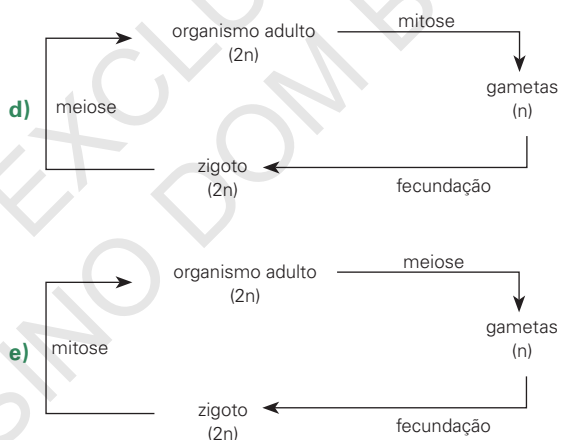 mitose
organismo adulto
(2n)
gametas
(n)
d)
meiose
zigoto
(2n)
fecundação
meiose
organismo adulto
(2n)
gametas
(n)
e)
mitose
zigoto
(2n)
fecundação